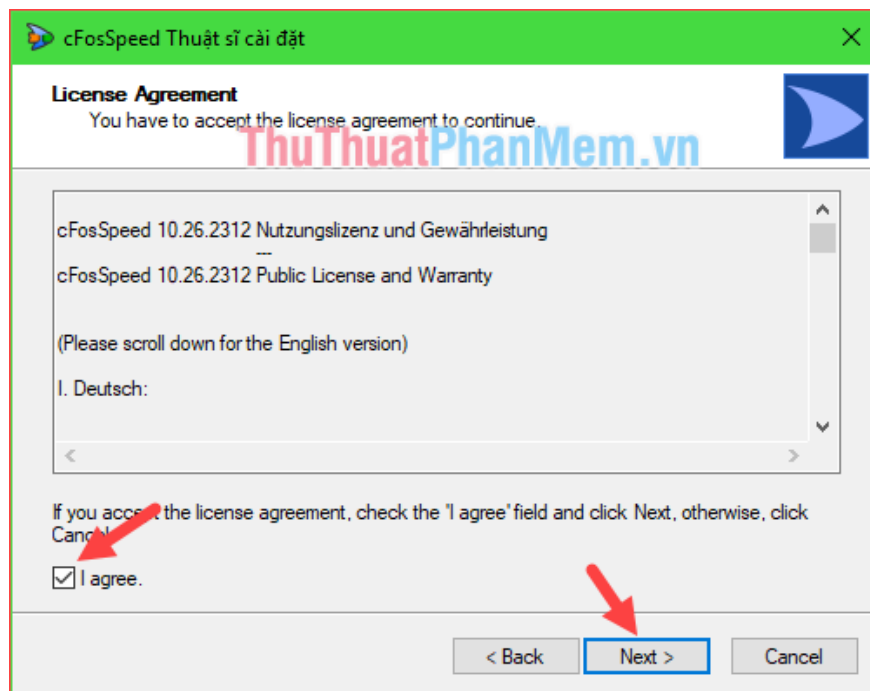 cFosSpeed Thuật sĩ cài đặt
License Agreement
You have to accept the license agreement to continue.
ThuThuatPhanMem.vn
cFosSpeed 10.26.2312 Nutzungslizenz und Gewährleistung
---
cFosSpeed 10.26.2312 Public License and Warranty
(Please scroll down for the English version)
I. Deutsch:
If you accept the license agreement, check the 'I agree' field and click Next, otherwise, click
Cancel
I agree.
< Back
Next >
Cancel